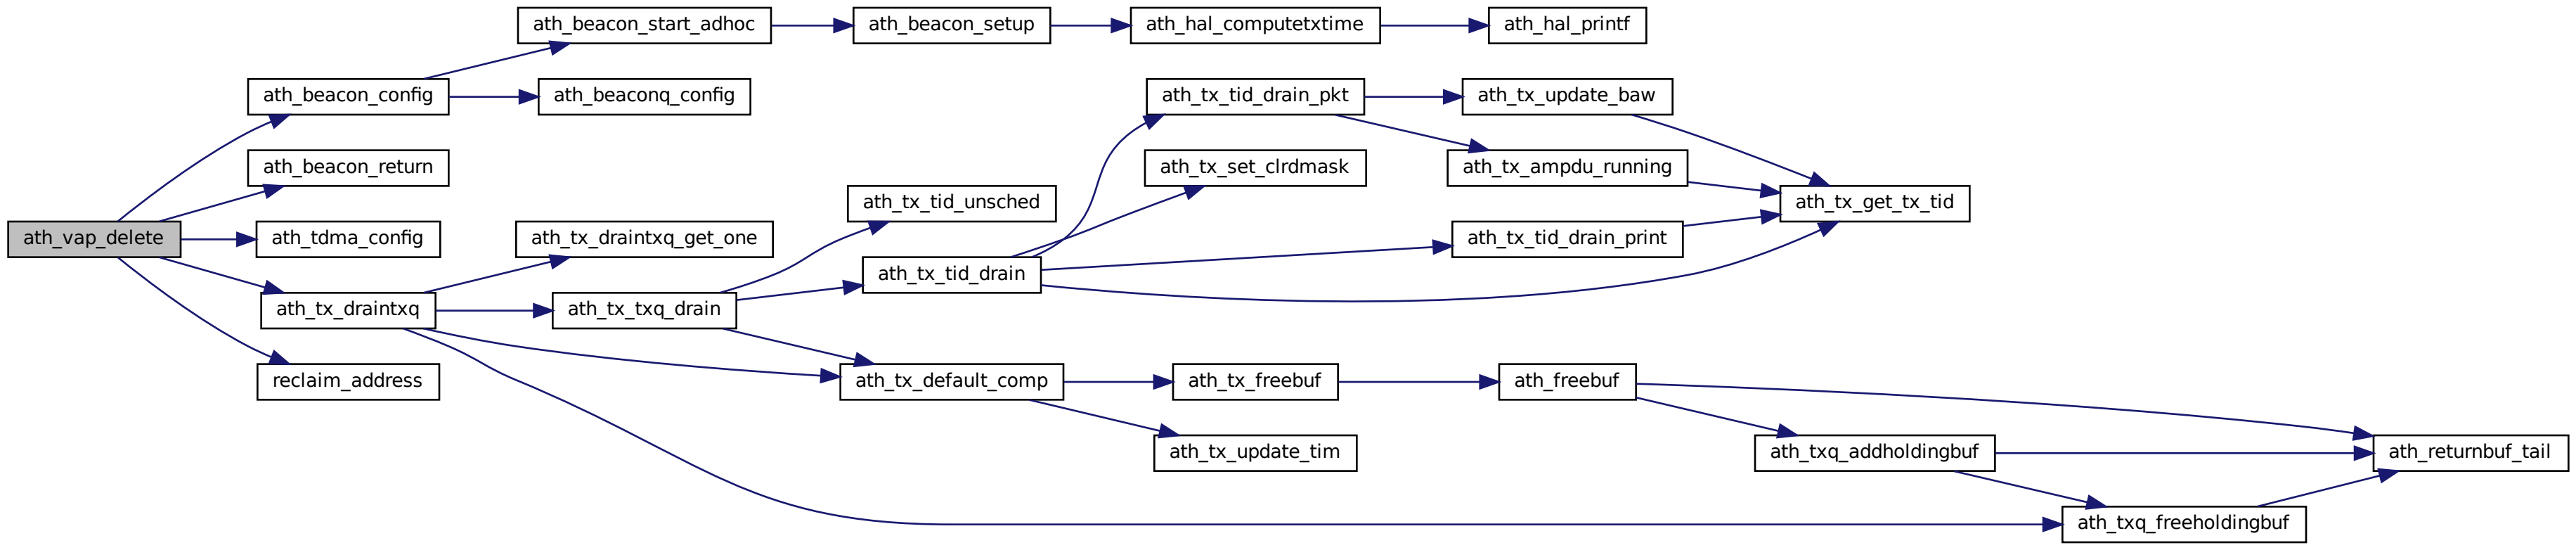 ath_beacon_start_adhoc
ath_beacon_setup
ath_hal_computetxtime
ath_hal_printf
ath_beacon_config
ath_beaconq_config
ath_tx_tid_drain_pkt
ath_tx_update_baw
ath_beacon_return
ath_tx_set_clrdmask
ath_tx_ampdu_running
ath_tx_tid_unsched
ath_tx_get_tx_tid
ath_vap_delete
ath_tdma_config
ath_tx_draintxq_get_one
ath_tx_tid_drain_print
ath_tx_tid_drain
ath_tx_draintxq
ath_tx_txq_drain
reclaim_address
ath_tx_default_comp
ath_tx_freebuf
ath_freebuf
ath_tx_update_tim
ath_txq_addholdingbuf
ath_returnbuf_tail
ath_txq_freeholdingbuf